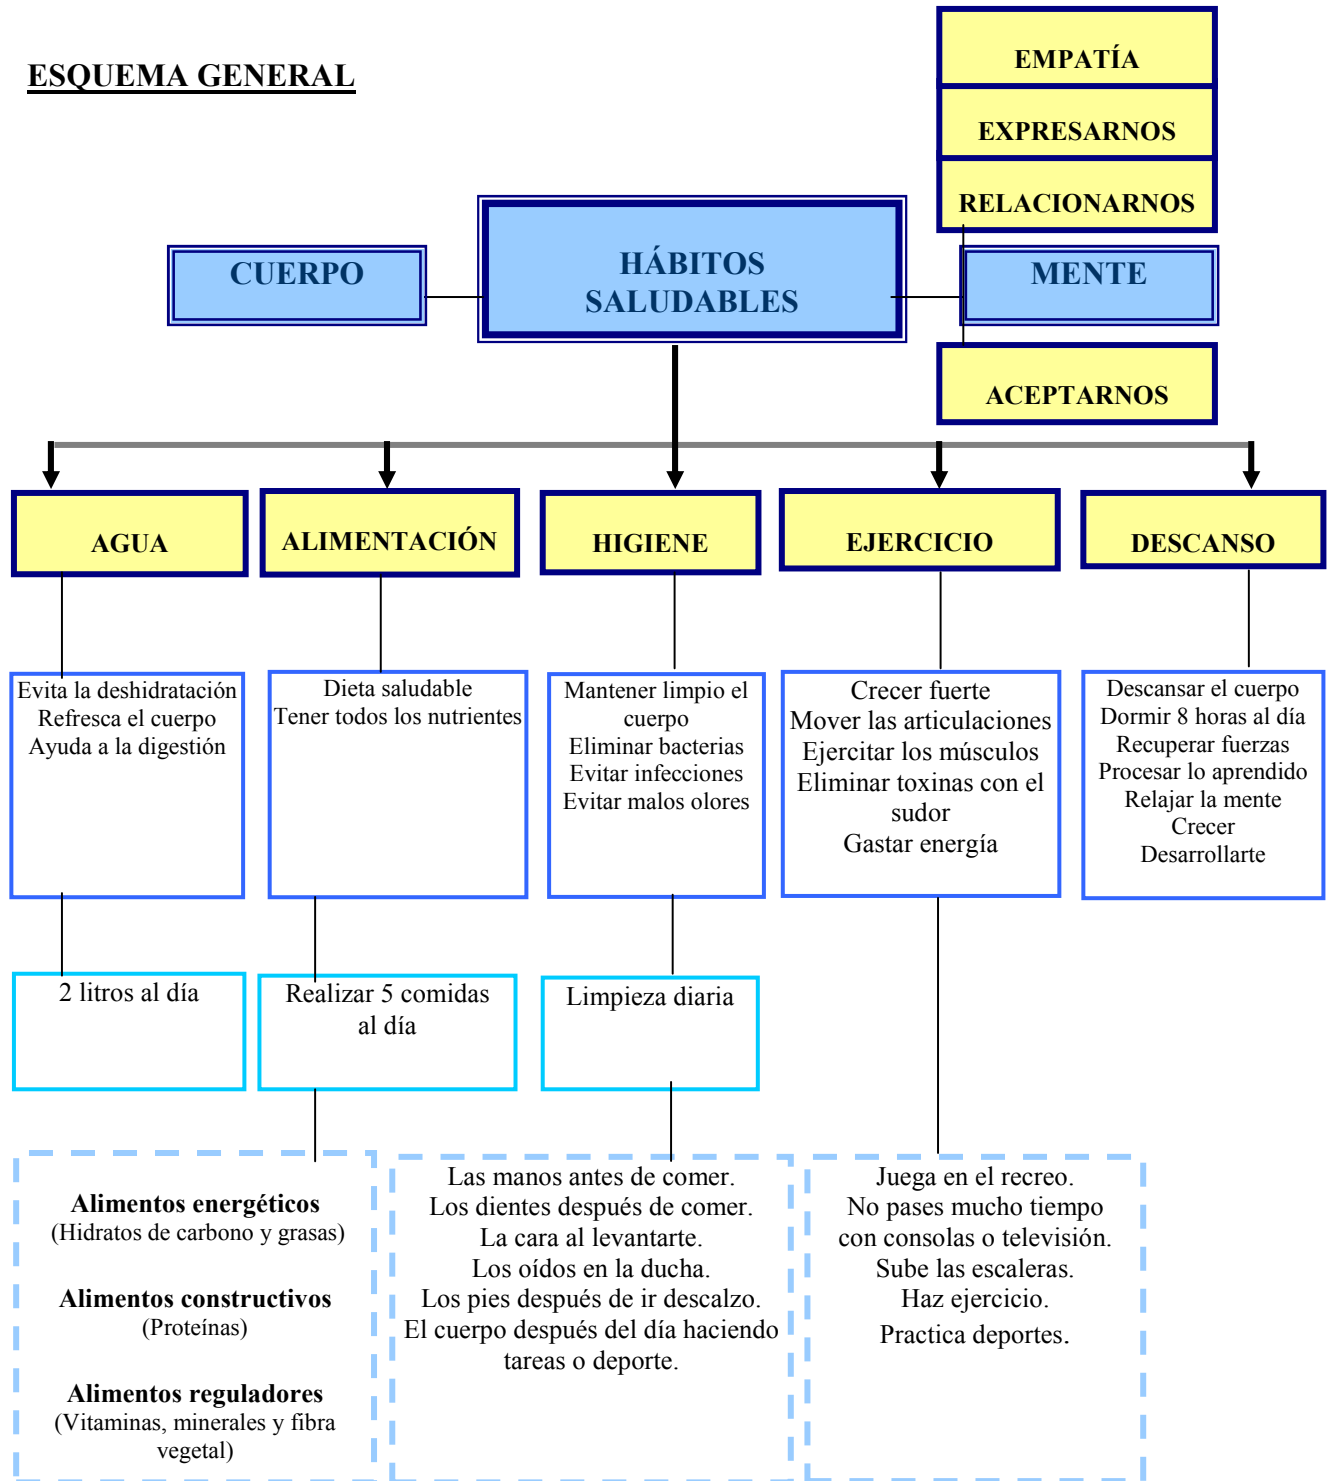 ESQUEMA GENERAL
EMPATÍA
EXPRESARNOS
RELACIONARNOS
CUERPO
HÁBITOS
SALUDABLES
MENTE
ACEPTARNOS
AGUA
ALIMENTACIÓN
HIGIENE
EJERCICIO
DESCANSO
Evita la deshidratación
Refresca el cuerpo
Ayuda a la digestión
Dieta saludable
Tener todos los nutrientes
Mantener limpio el
cuerpo
Eliminar bacterias
Evitar infecciones
Evitar malos olores
Crecer fuerte
Mover las articulaciones
Ejercitar los músculos
Eliminar toxinas con el
sudor
Gastar energía
Descansar el cuerpo
Dormir 8 horas al día
Recuperar fuerzas
Procesar lo aprendido
Relajar la mente
Crecer
Desarrollarte
2 litros al día
Realizar 5 comidas
al día
Limpieza diaria
Alimentos energéticos
(Hidratos de carbono y grasas)
Alimentos constructivos
(Proteínas)
Alimentos reguladores
(Vitaminas, minerales y fibra
vegetal)
Las manos antes de comer.
Los dientes después de comer.
La cara al levantarte.
Los oídos en la ducha.
Los pies después de ir descalzo.
El cuerpo después del día haciendo
tareas o deporte.
Juega en el recreo.
No pases mucho tiempo
con consolas o televisión.
Sube las escaleras.
Haz ejercicio.
Practica deportes.